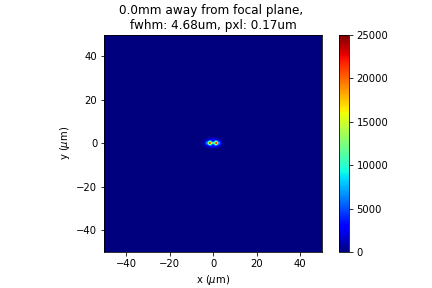 0.0mm away from focal plane,
fwhm: 4.68um, pxl: 0.17um
40
20
0
−20
−40
y (μm)
−40 −20 0 20 40
x (μm)
25000
20000
15000
10000
5000
0